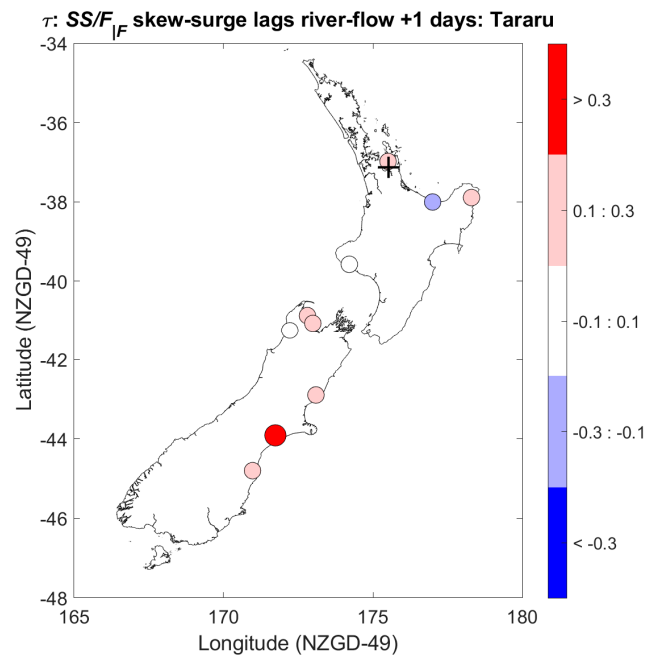 τ: SS/F|F skew-surge lags river-flow +1 days: Tararu
-34
-36
-38
-40
-42
-44
-46
-48
165
170
175
180
Latitude (NZGD-49)
Longitude (NZGD-49)
> 0.3
0.1 : 0.3
-0.1 : 0.1
-0.3 : -0.1
< -0.3